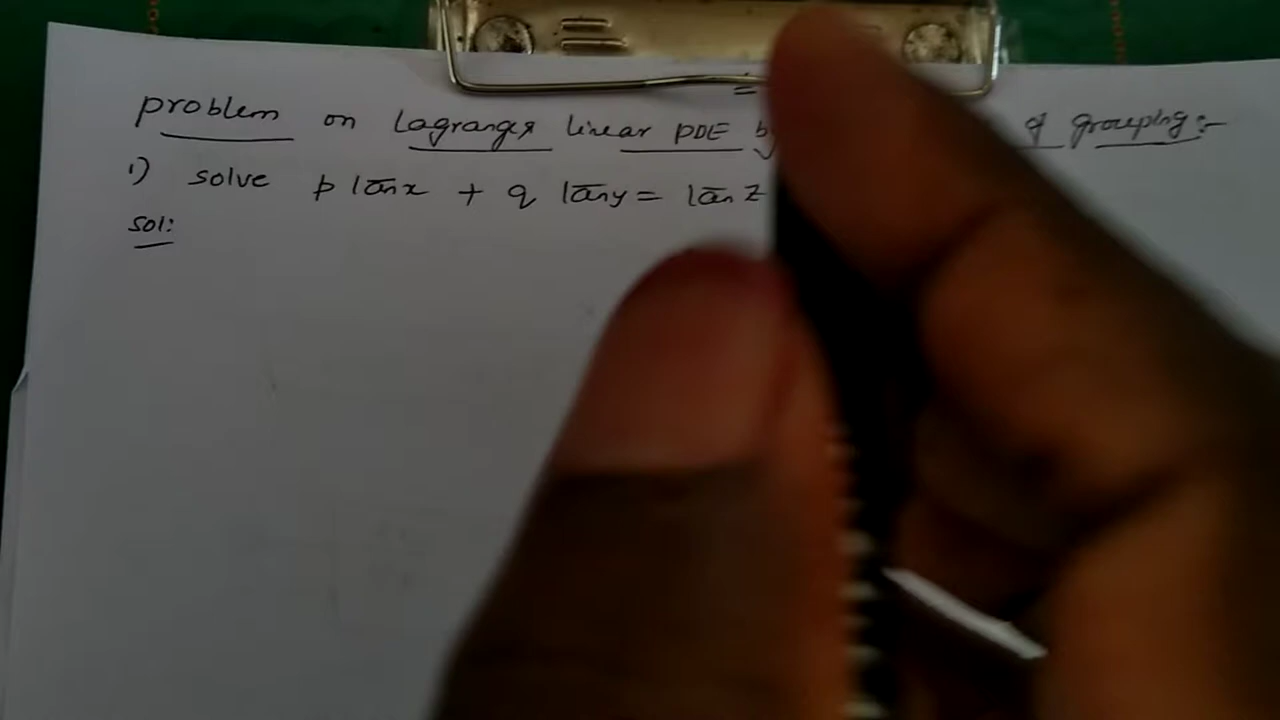 problem on Lagranges linear PDE by of grouping:-
1) solve p tanx + q tany = tan z
sol: